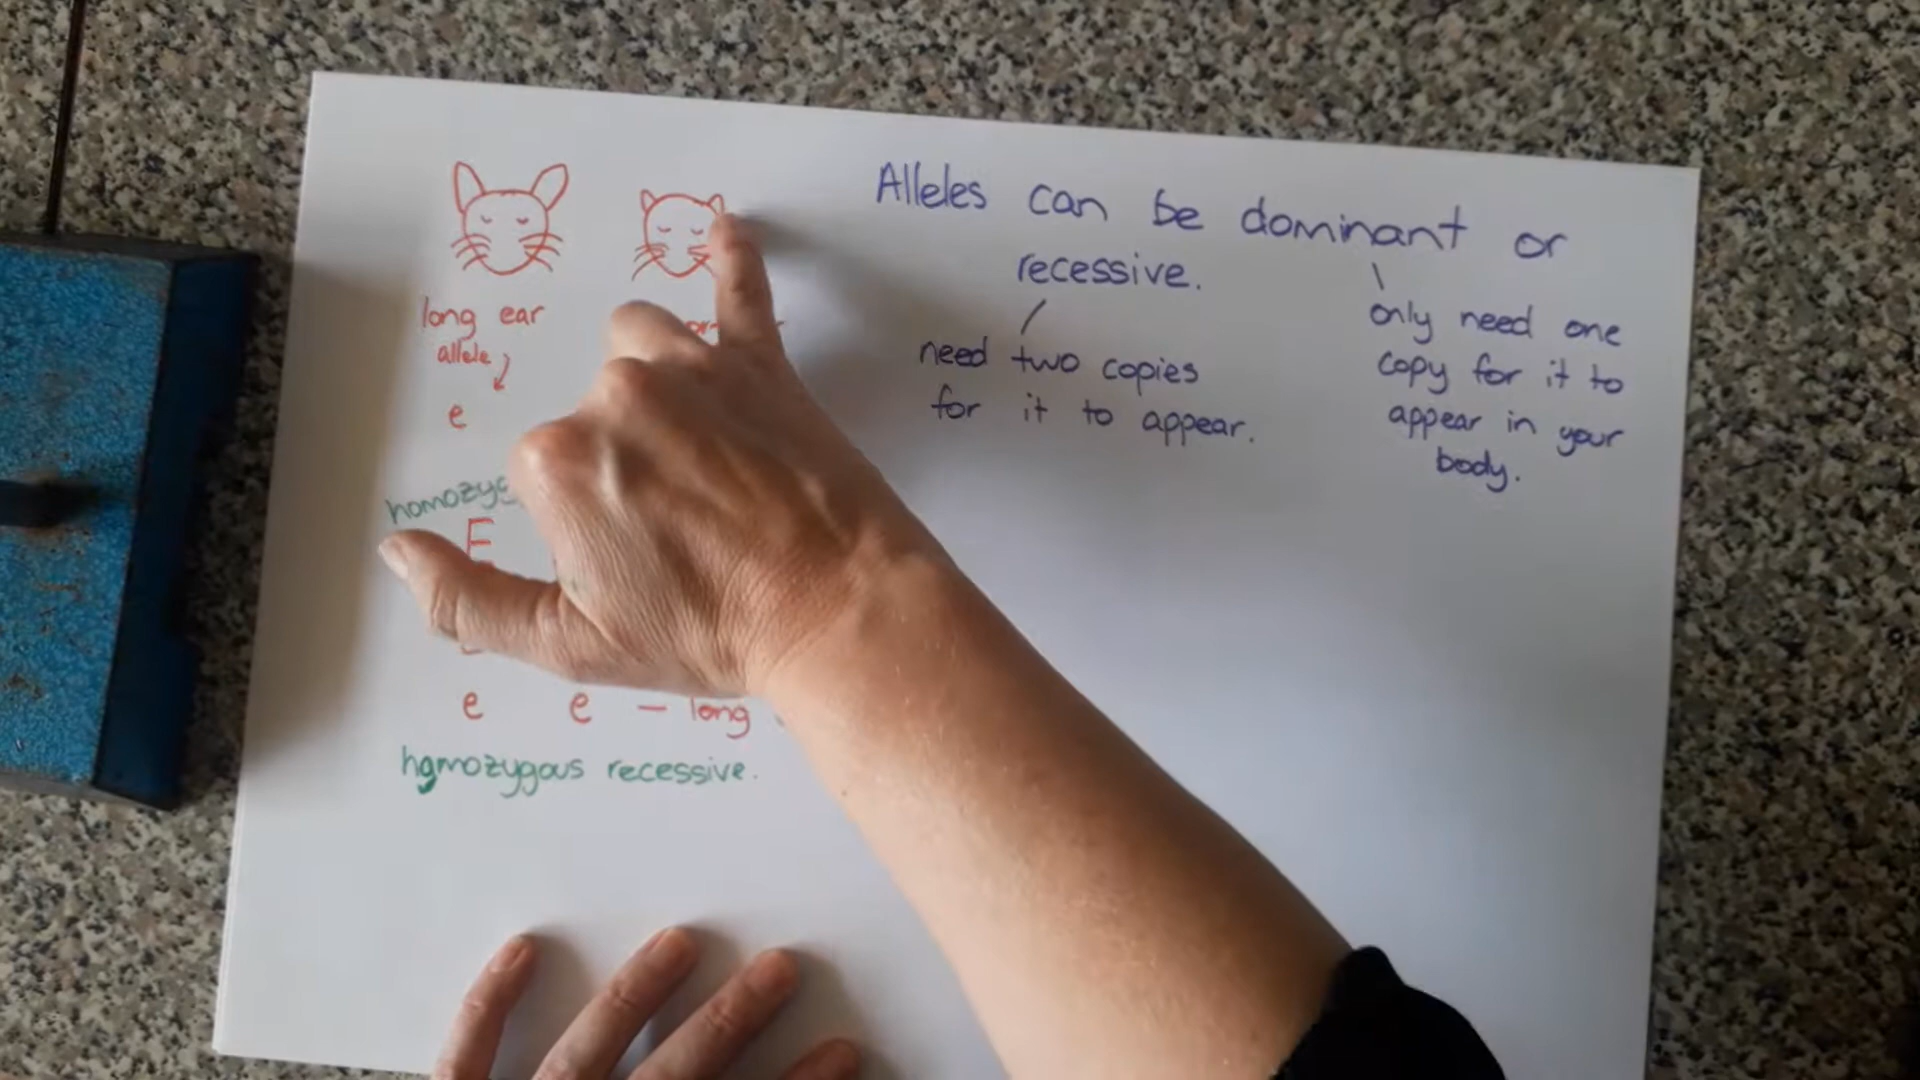 long ear
allele
e
E
e e — long
homozygous recessive.
Alleles can be dominant or
recessive.
need two copies
for it to appear.
only need one
copy for it to
appear in your
body.